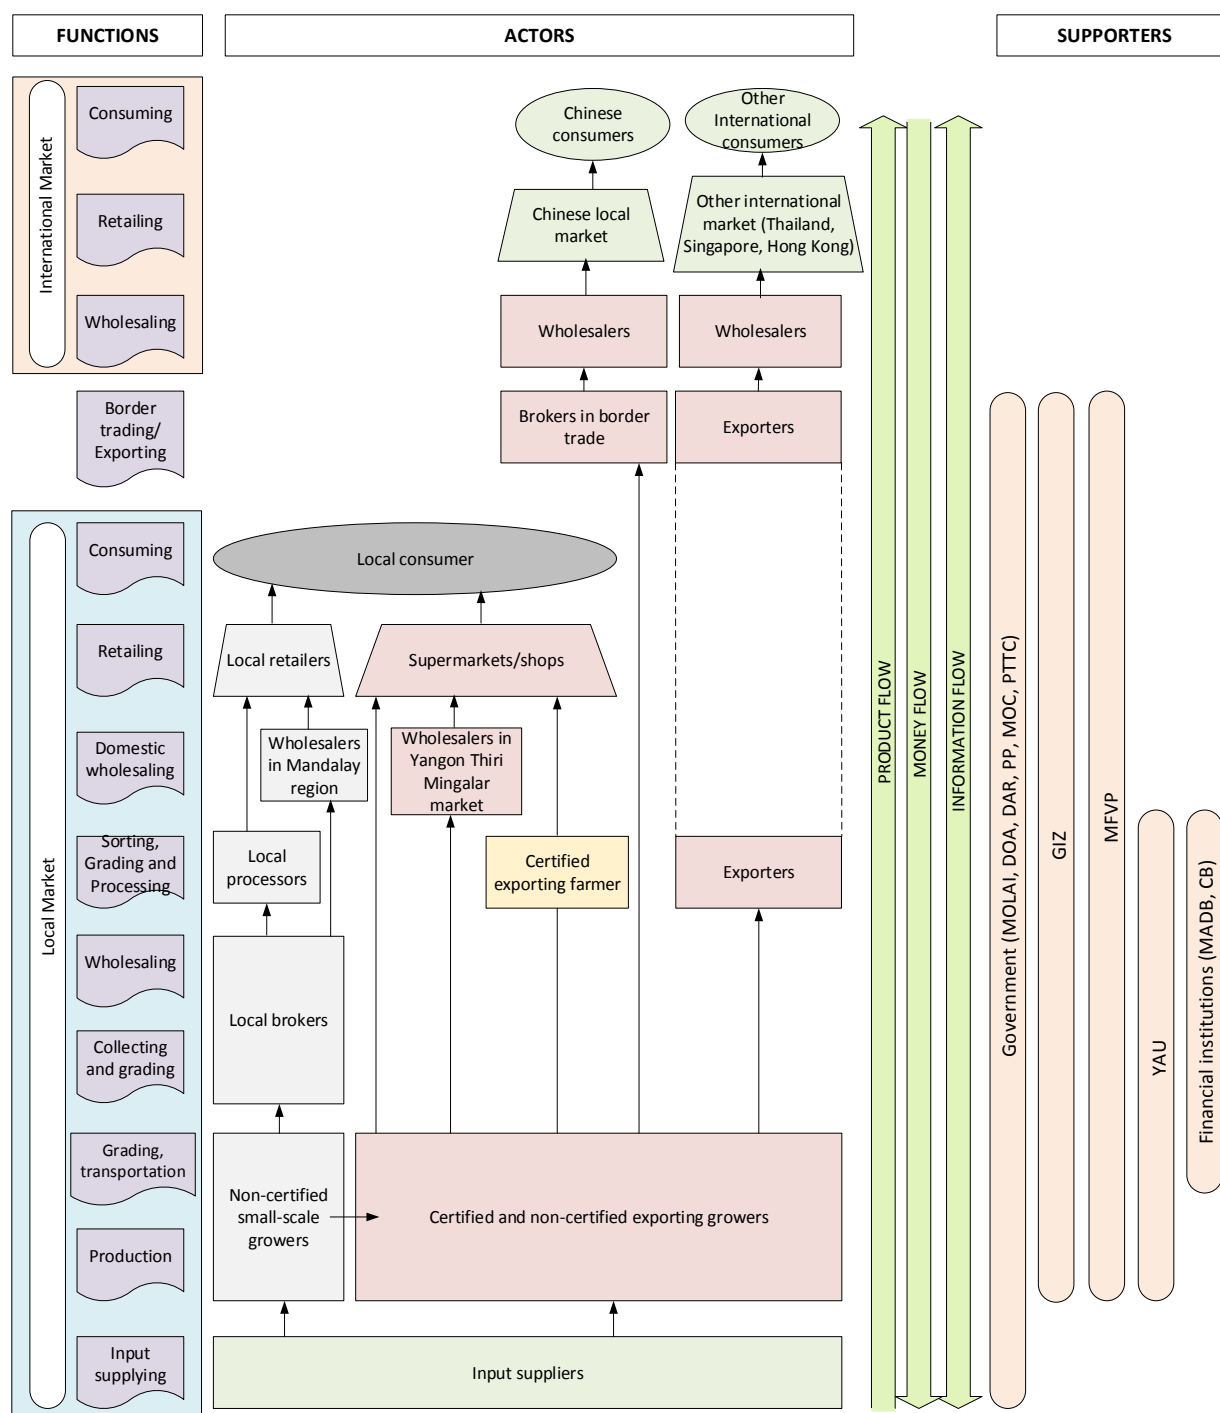 FUNCTIONS
ACTORS
SUPPORTERS
International Market
Consuming
Retailing
Wholesaling
Border
trading/
Exporting
Local Market
Consuming
Retailing
Domestic
wholesaling
Sorting,
Grading and
Processing
Wholesaling
Collecting
and grading
Grading,
transportation
Production
Input
supplying
Chinese
consumers
Other
International
consumers
Chinese local
market
Other international
market (Thailand,
Singapore, Hong Kong)
Wholesalers
Wholesalers
Brokers in border
trade
Exporters
Local consumer
Local retailers
Supermarkets/shops
Wholesalers
in Mandalay
region
Wholesalers in
Yangon Thiri
Mingalar
market
Local
processors
Certified
exporting farmer
Exporters
Local brokers
Non-certified
small-scale
growers
Certified and non-certified exporting growers
Input suppliers
PRODUCT FLOW
MONEY FLOW
INFORMATION FLOW
Government (MOLAI, DOA, DAR, PP, MOC, PTTC)
GIZ
MFVP
YAU
Financial institutions (MADB, CB)